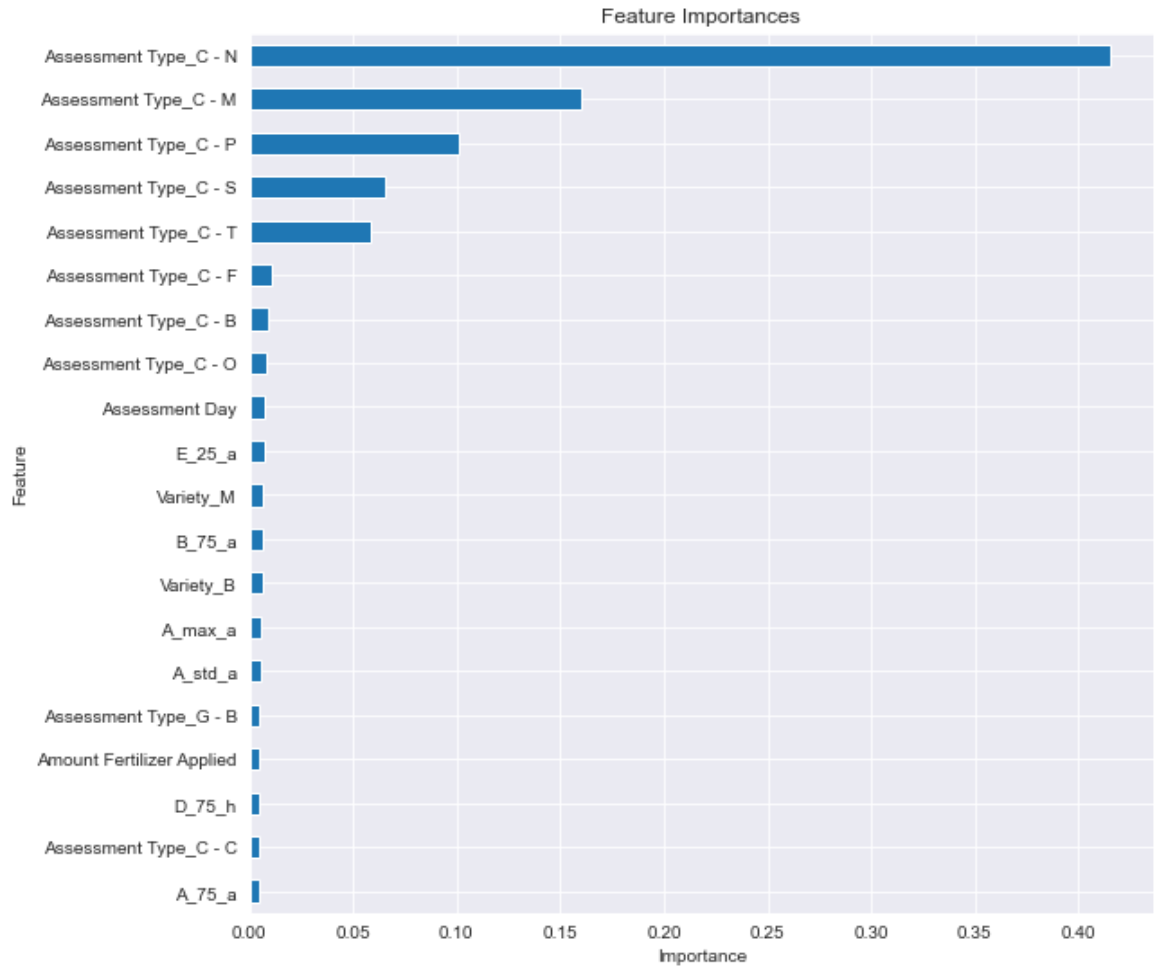 Feature Importances
Assessment Type_C - N
Assessment Type_C - M
Assessment Type_C - P
Assessment Type_C - S
Assessment Type_C - T
Assessment Type_C - F
Assessment Type_C - B
Assessment Type_C - O
Assessment Day
E_25_a
Variety_M
B_75_a
Variety_B
A_max_a
A_std_a
Assessment Type_G - B
Amount Fertilizer Applied
D_75_h
Assessment Type_C - C
A_75_a
Feature
0.00 0.05 0.10 0.15 0.20 0.25 0.30 0.35 0.40
Importance